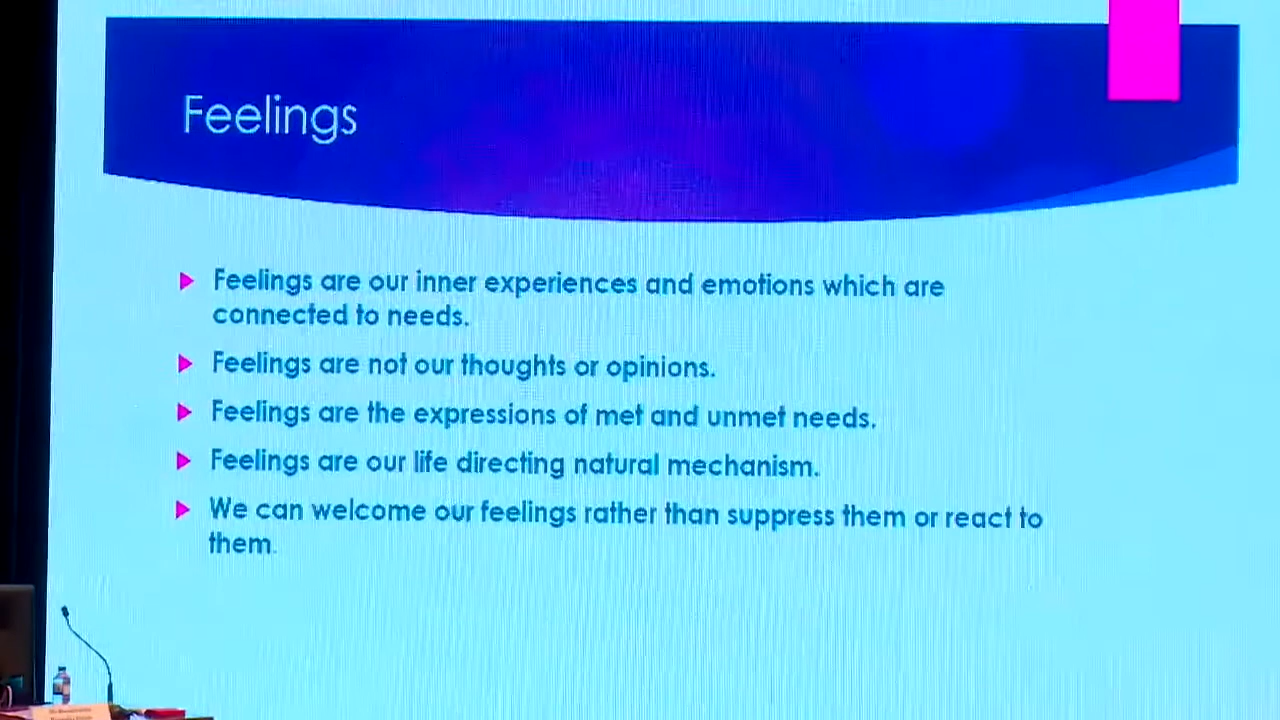 Feelings
Feelings are our inner experiences and emotions which are
connected to needs.
Feelings are not our thoughts or opinions.
Feelings are the expressions of met and unmet needs.
Feelings are our life directing natural mechanism.
We can welcome our feelings rather than suppress them or react to
them.